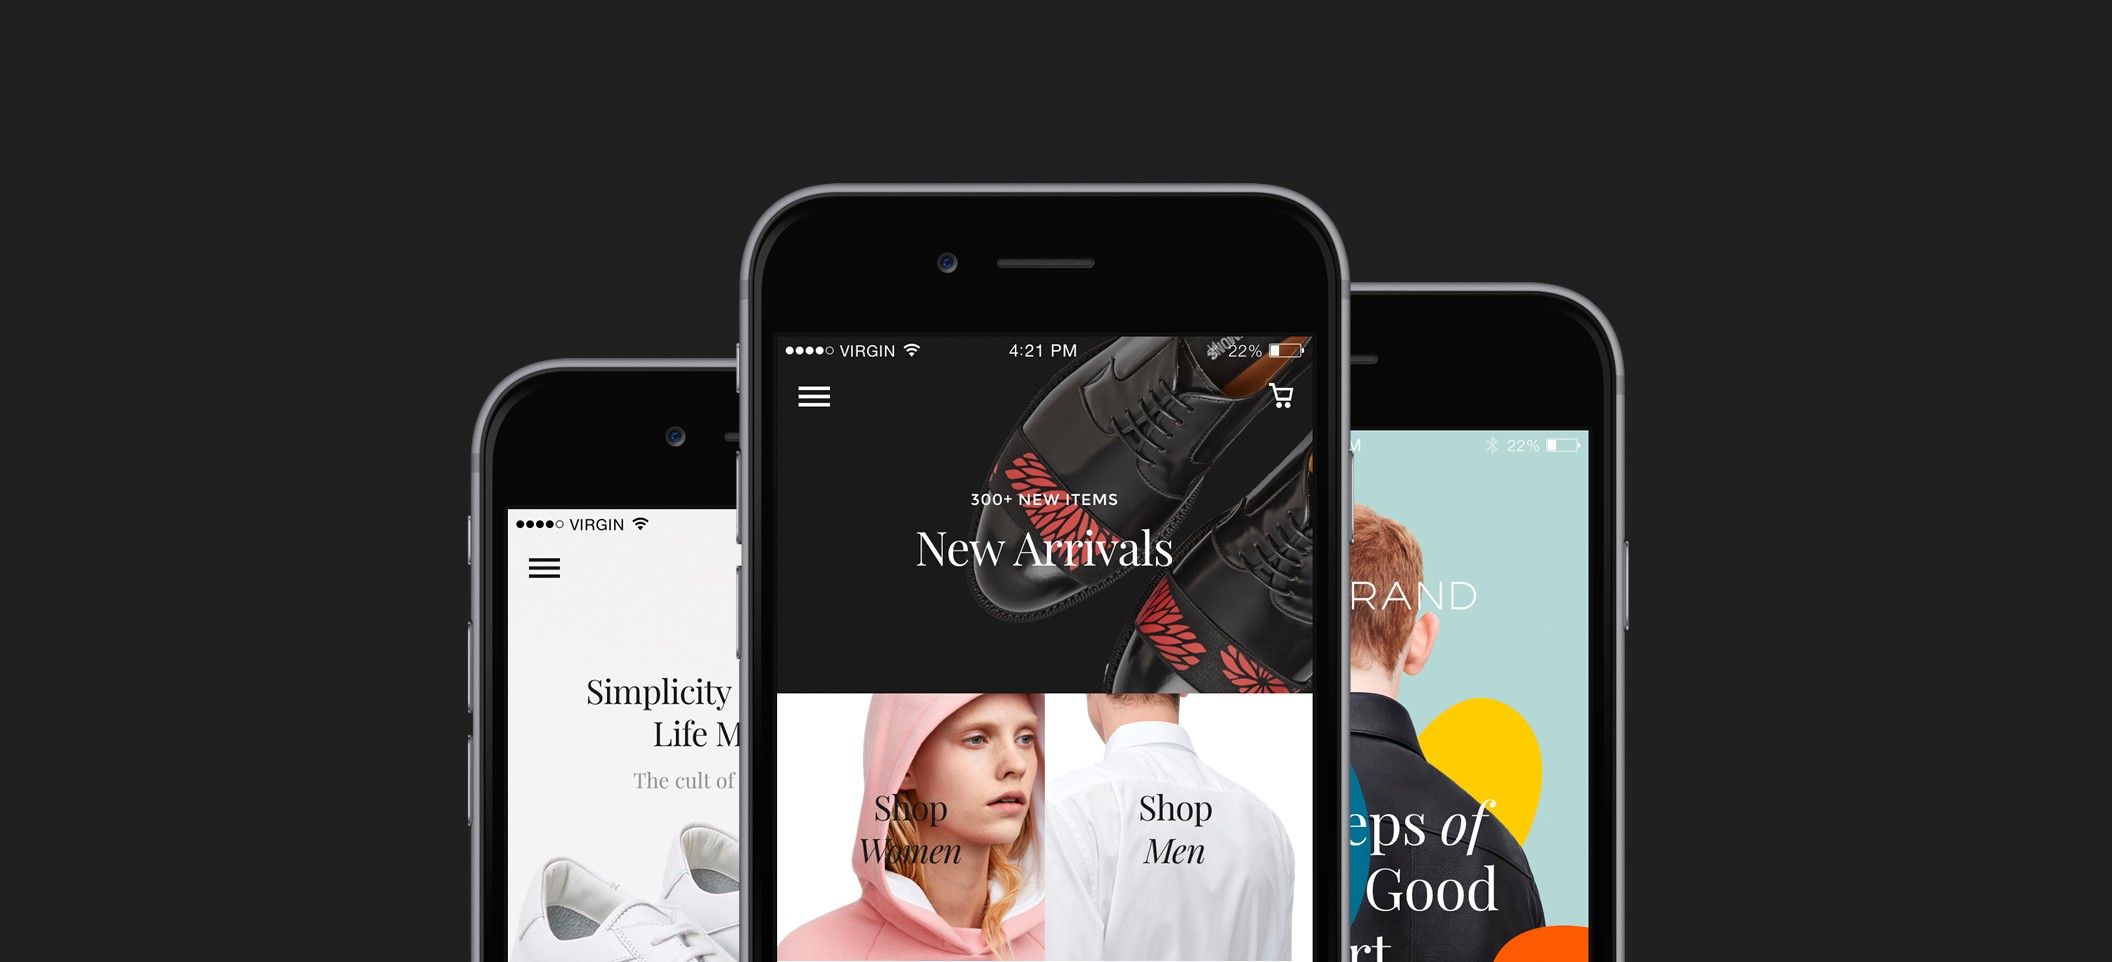 VIRGIN
Simplicity
Life M
The cult of
VIRGIN 4:21 PM 22%
300+ NEW ITEMS
New Arrivals
Shop
Women
Shop
Men
M 22%
RAND
eps of
Good
rt